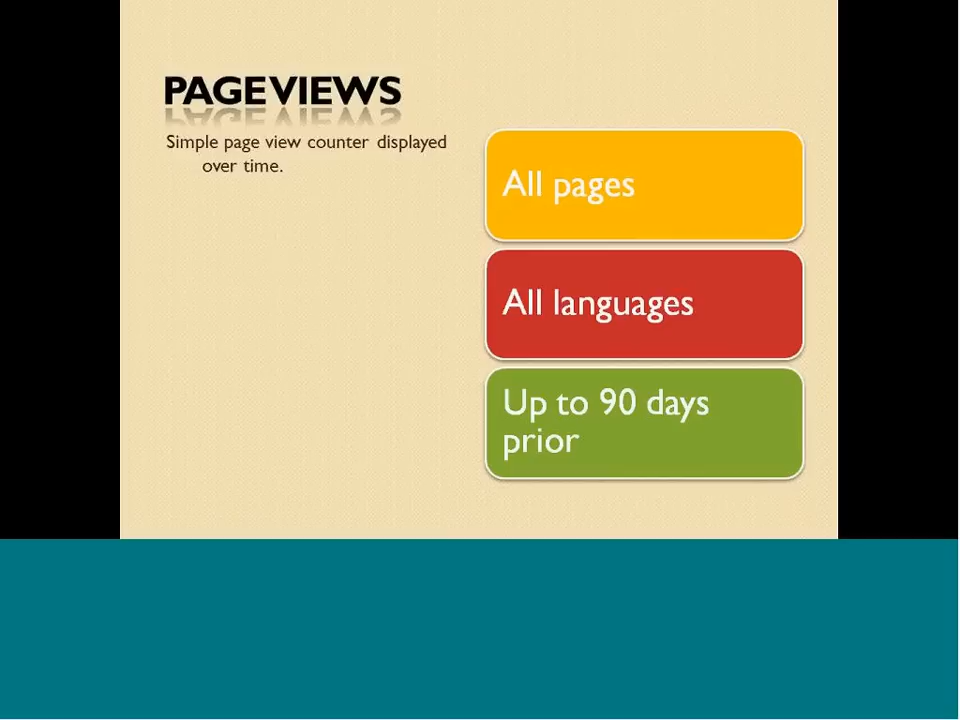 PAGEVIEWS
Simple page view counter displayed
over time.
All pages
All languages
Up to 90 days
prior